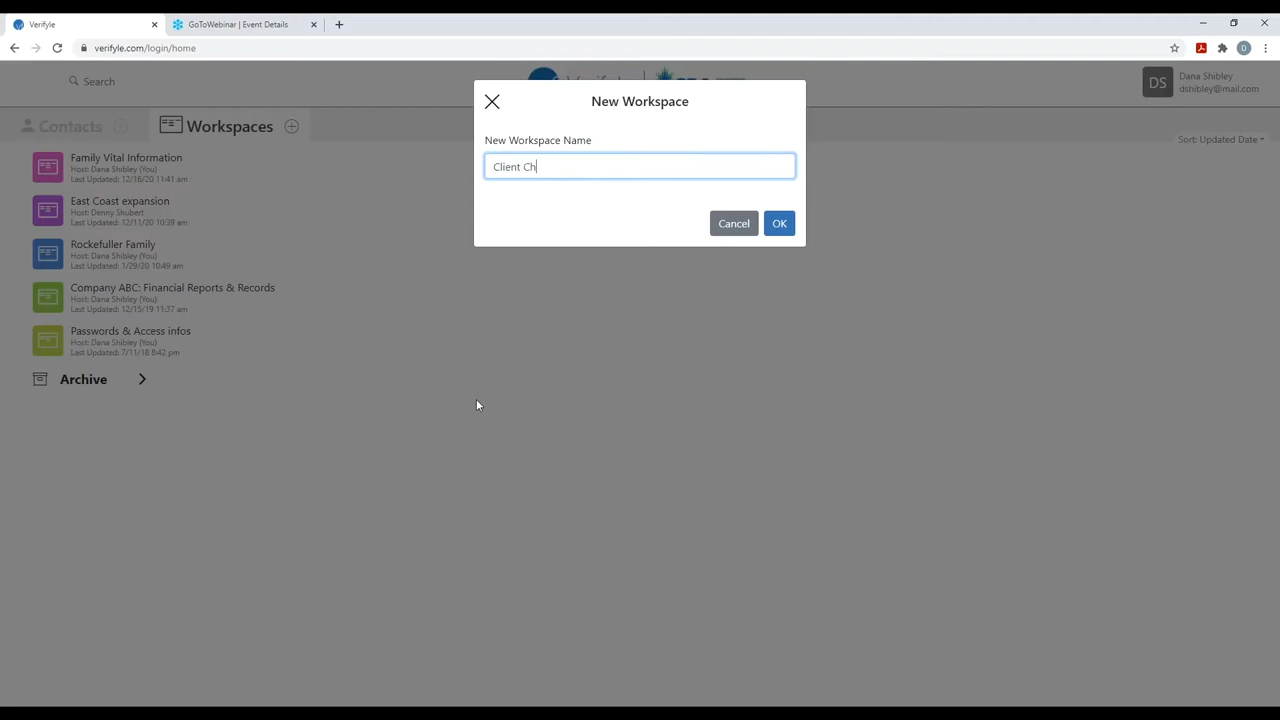 Verifyle
GoToWebinar | Event Details
verifyle.com/login/home
D
Search
DS
Dana Shibley
dshibley@mail.com
Contacts
Workspaces
Sort: Updated Date
New Workspace
New Workspace Name
Client Ch
Cancel
OK
Family Vital Information
Host: Dana Shibley (You)
Last Updated: 12/16/20 11:41 am
East Coast expansion
Host: Denny Shubert
Last Updated: 12/11/20 10:39 am
Rockefuller Family
Host: Dana Shibley (You)
Last Updated: 1/29/20 10:49 am
Company ABC: Financial Reports & Records
Host: Dana Shibley (You)
Last Updated: 12/15/19 11:37 am
Passwords & Access infos
Host: Dana Shibley (You)
Last Updated: 7/11/18 8:42 pm
Archive